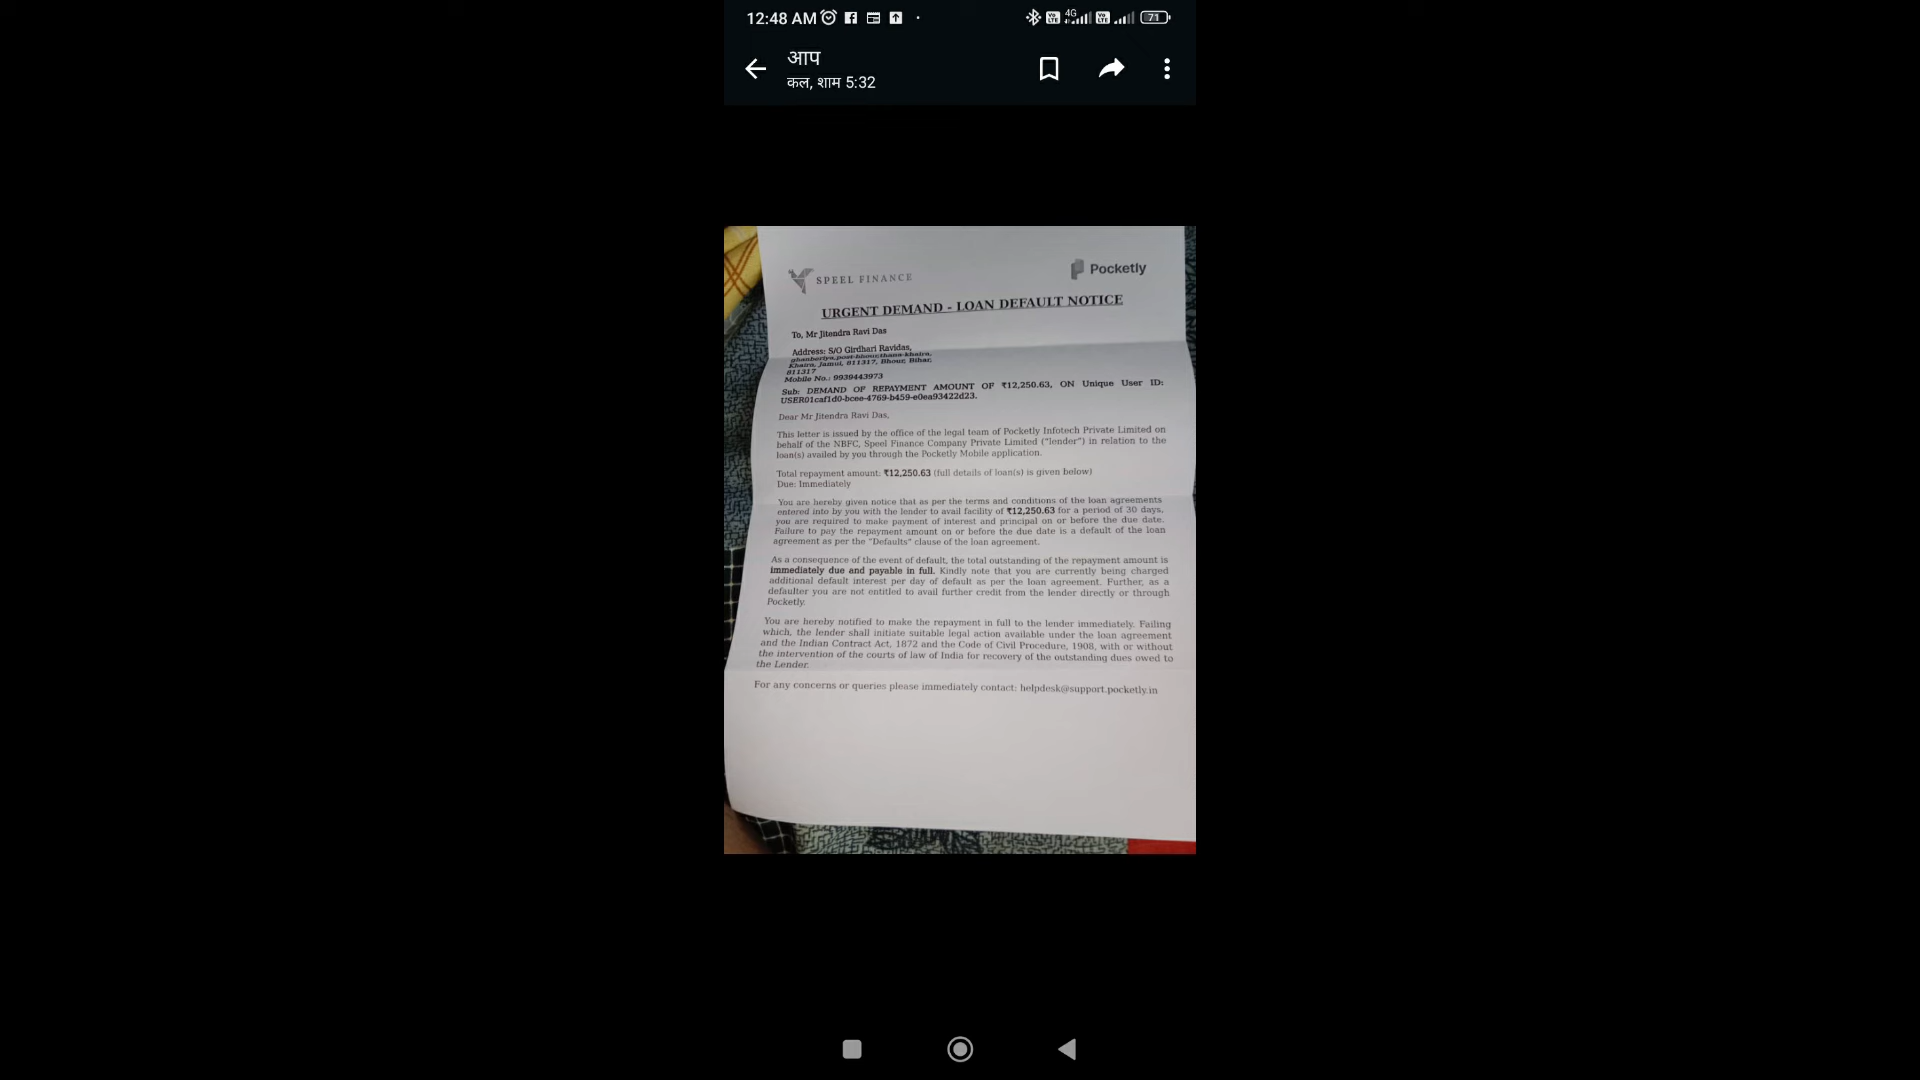 12:48 AM
4G
71
आप
कल, शाम 5:32
SPEEL FINANCE
Pocketly
URGENT DEMAND - LOAN DEFAULT NOTICE
To, Mr Jitendra Ravi Das
Address: S/O Girdhari Ravidas,
ghanberiya,post-bhour,thana-khaira,
Khaira, Jamui, 811317, Bhour, Bihar,
811317
Mobile No.: 9939443973
Sub: DEMAND OF REPAYMENT AMOUNT OF ₹12,250.63, ON Unique User ID:
USER01caf1d0-bcee-4769-b459-e0ea93422d23.
Dear Mr Jitendra Ravi Das,
This letter is issued by the office of the legal team of Pocketly Infotech Private Limited on
behalf of the NBFC, Speel Finance Company Private Limited ("lender") in relation to the
loan(s) availed by you through the Pocketly Mobile application.
Total repayment amount: ₹12,250.63 (full details of loan(s) is given below)
Due: Immediately
You are hereby given notice that as per the terms and conditions of the loan agreements
entered into by you with the lender to avail facility of ₹12,250.63 for a period of 30 days,
you are required to make payment of interest and principal on or before the due date.
Failure to pay the repayment amount on or before the due date is a default of the loan
agreement as per the "Defaults" clause of the loan agreement.
As a consequence of the event of default, the total outstanding of the repayment amount is
immediately due and payable in full. Kindly note that you are currently being charged
additional default interest per day of default as per the loan agreement. Further, as a
defaulter you are not entitled to avail further credit from the lender directly or through
Pocketly.
You are hereby notified to make the repayment in full to the lender immediately. Failing
which, the lender shall initiate suitable legal action available under the loan agreement
and the Indian Contract Act, 1872 and the Code of Civil Procedure, 1908, with or without
the intervention of the courts of law of India for recovery of the outstanding dues owed to
the Lender.
For any concerns or queries please immediately contact: helpdesk@support.pocketly.in